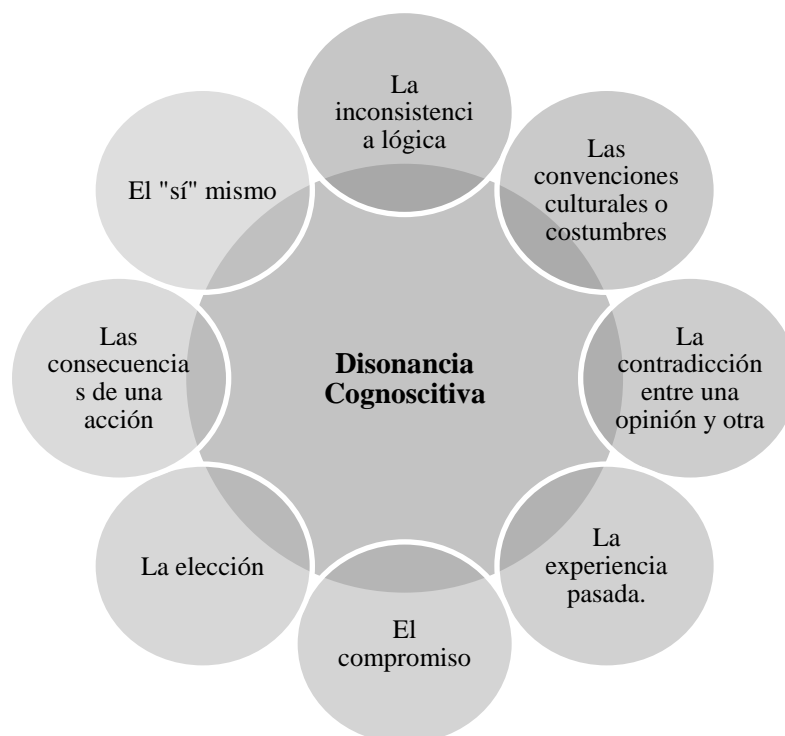 La
inconsistenci
a lógica
Las
convenciones
culturales o
costumbres
La
contradicción
entre una
opinión y otra
La
experiencia
pasada.
El
compromiso
La elección
Las
consecuencia
s de una
acción
El "sí" mismo
Disonancia
Cognoscitiva